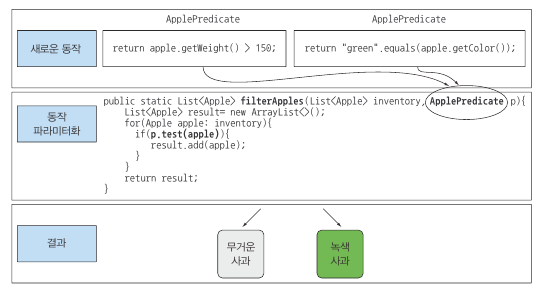 ApplePredicate ApplePredicate
새로운 동작
return apple.getWeight() > 150;
return "green".equals(apple.getColor());
동작
파라미터화
public static List<Apple> filterApples(List<Apple> inventory, ApplePredicate p){
List<Apple> result= new ArrayList<>();
for(Apple apple: inventory){
if(p.test(apple)){
result.add(apple);
}
}
return result;
}
결과
무거운
사과
녹색
사과